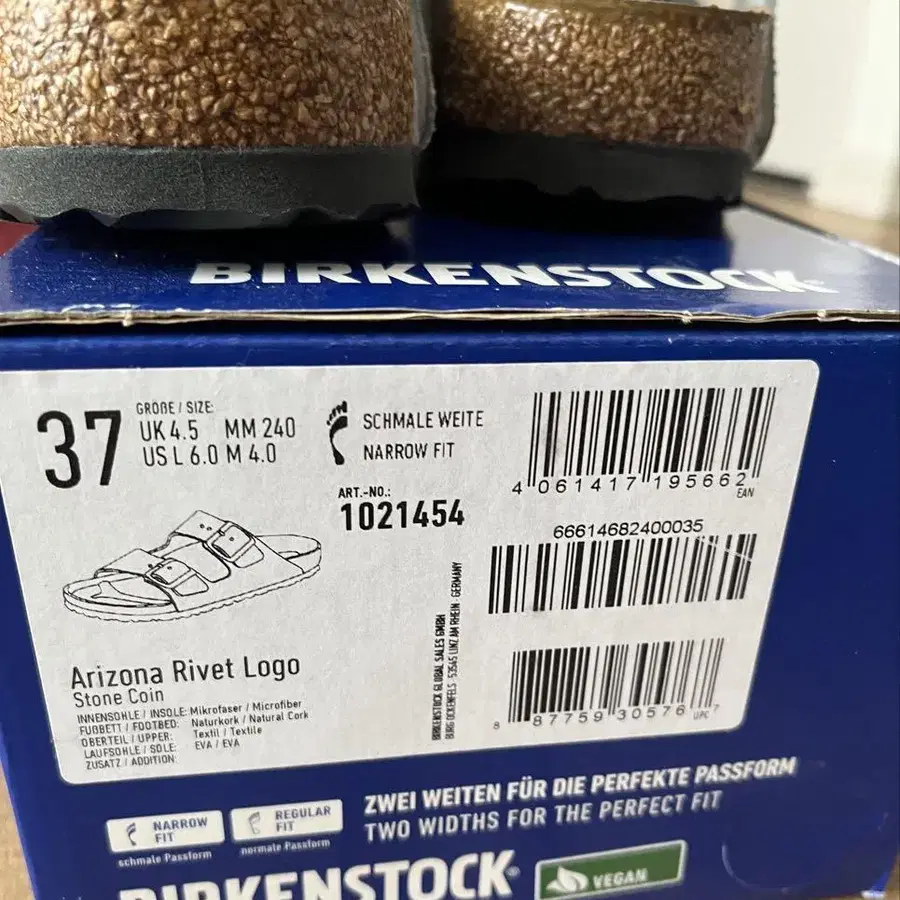 BIRKENSTOCK
37
GRÖßE / SIZE:
UK 4.5 MM 240
US L 6.0 M 4.0
SCHMALE WEITE
NARROW FIT
ART.-NO.:
1021454
4 061417 195662
EAN
66614682400035
Arizona Rivet Logo
Stone Coin
INNENSOHLE / INSOLE: Mikrofaser / Microfiber
FUßBETT / FOOTBED: Naturkork / Natural Cork
OBERTEIL / UPPER: Textil / Textile
LAUFSOHLE / SOLE: EVA / EVA
ZUSATZ / ADDITION:
BIRKENSTOCK GLOBAL SALES GMBH
BURG OCKENFELS · 53545 LINZ AM RHEIN · GERMANY
8 87759 30576 7
UPC
NARROW FIT
schmale Passform
REGULAR FIT
normale Passform
ZWEI WEITEN FÜR DIE PERFEKTE PASSFORM
TWO WIDTHS FOR THE PERFECT FIT
BIRKENSTOCK
VEGAN